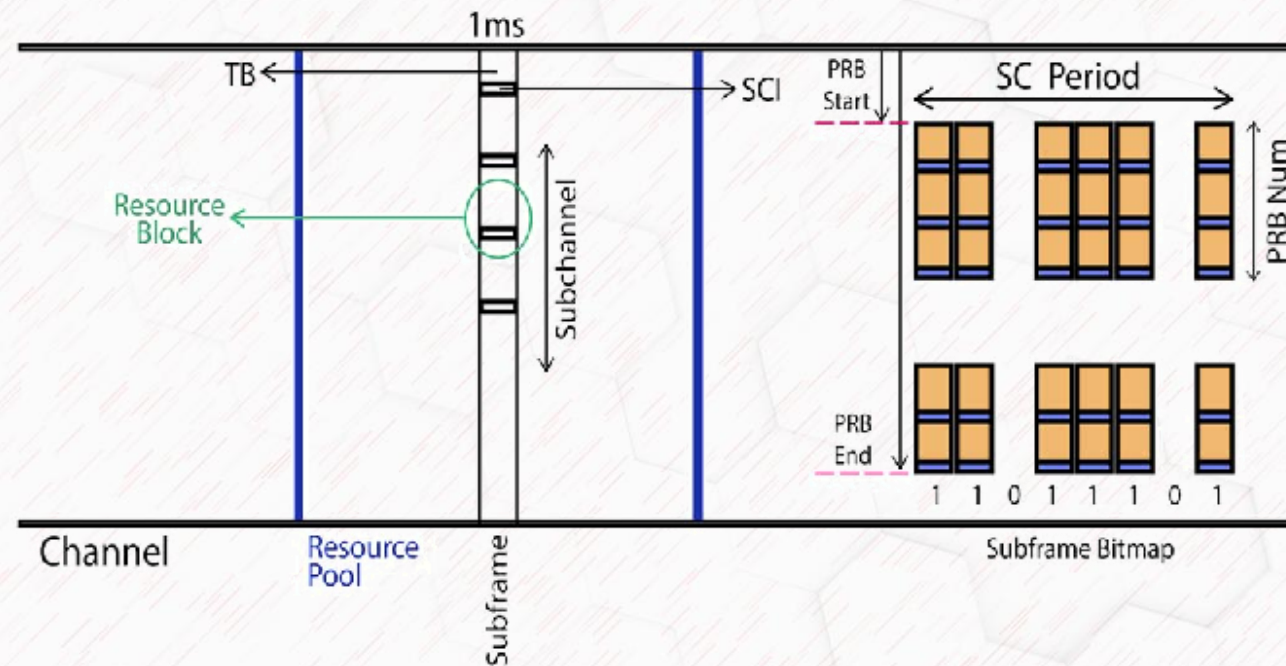 1ms
TB
SCI
PRB
Start
SC Period
PRB Num
Resource
Block
Subchannel
PRB
End
1 1 0 1 1 1 0 1
Channel
Resource
Pool
Subframe
Subframe Bitmap